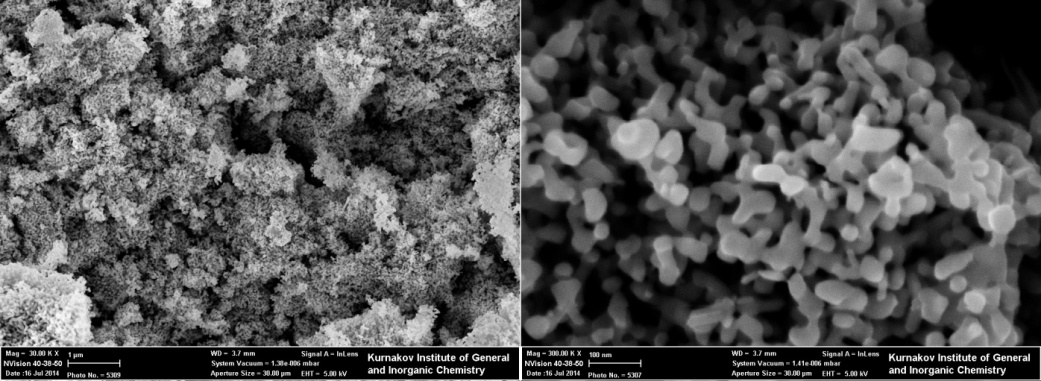 Mag = 30.00 K X 1 µm WD = 3.7 mm Signal A = InLens Kurnakov Institute of General
NVision 40-38-50 System Vacuum = 1.38e-006 mbar and Inorganic Chemistry
Date :16 Jul 2014 Photo No. = 5309 Aperture Size = 30.00 µm EHT = 5.00 kV
Mag = 300.00 K X 100 nm WD = 3.7 mm Signal A = InLens Kurnakov Institute of General
NVision 40-38-50 System Vacuum = 1.41e-006 mbar and Inorganic Chemistry
Date :16 Jul 2014 Photo No. = 5307 Aperture Size = 30.00 µm EHT = 5.00 kV